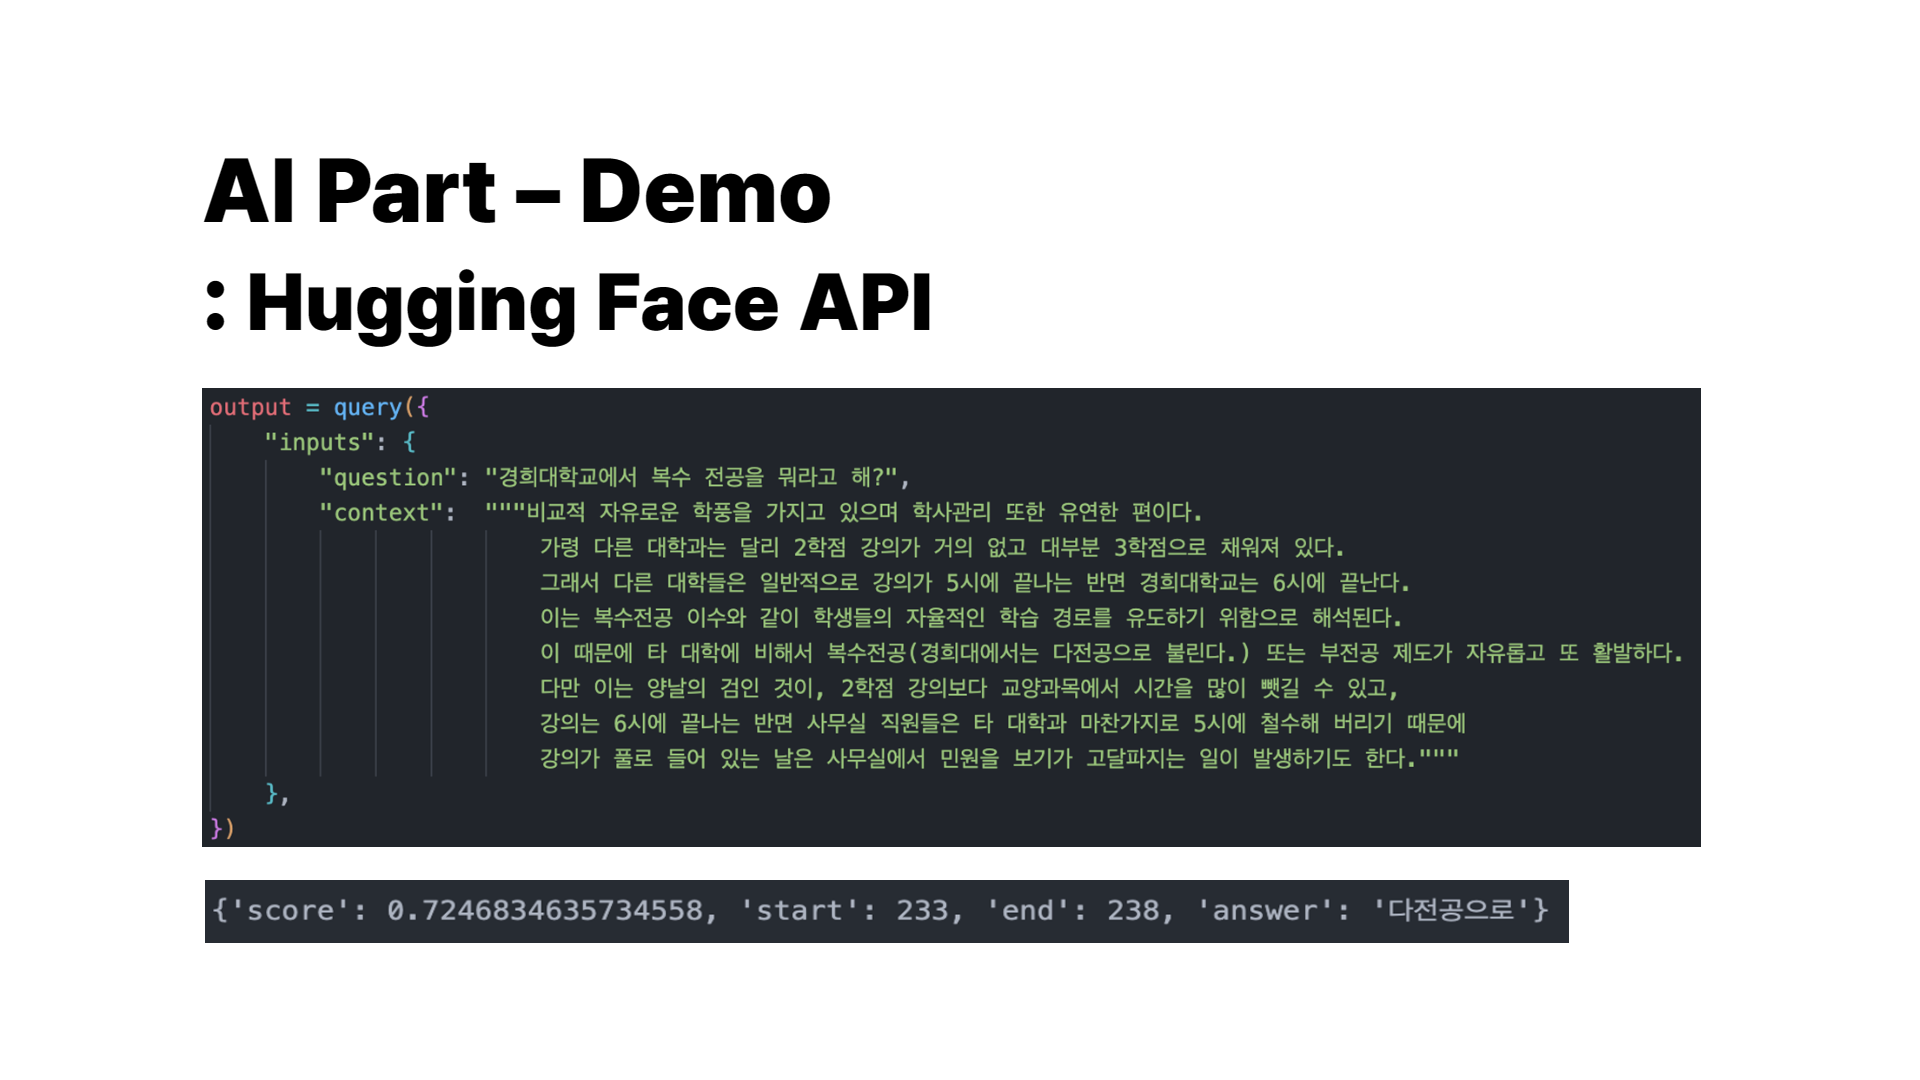 AI Part – Demo
: Hugging Face API
output = query({
"inputs": {
"question": "경희대학교에서 복수 전공을 뭐라고 해?",
"context": """비교적 자유로운 학풍을 가지고 있으며 학사관리 또한 유연한 편이다.
가령 다른 대학과는 달리 2학점 강의가 거의 없고 대부분 3학점으로 채워져 있다.
그래서 다른 대학들은 일반적으로 강의가 5시에 끝나는 반면 경희대학교는 6시에 끝난다.
이는 복수전공 이수와 같이 학생들의 자율적인 학습 경로를 유도하기 위함으로 해석된다.
이 때문에 타 대학에 비해서 복수전공(경희대에서는 다전공으로 불린다.) 또는 부전공 제도가 자유롭고 또 활발하다.
다만 이는 양날의 검인 것이, 2학점 강의보다 교양과목에서 시간을 많이 뺏길 수 있고,
강의는 6시에 끝나는 반면 사무실 직원들은 타 대학과 마찬가지로 5시에 철수해 버리기 때문에
강의가 풀로 들어 있는 날은 사무실에서 민원을 보기가 고달파지는 일이 발생하기도 한다."""
},
})
{'score': 0.7246834635734558, 'start': 233, 'end': 238, 'answer': '다전공으로'}